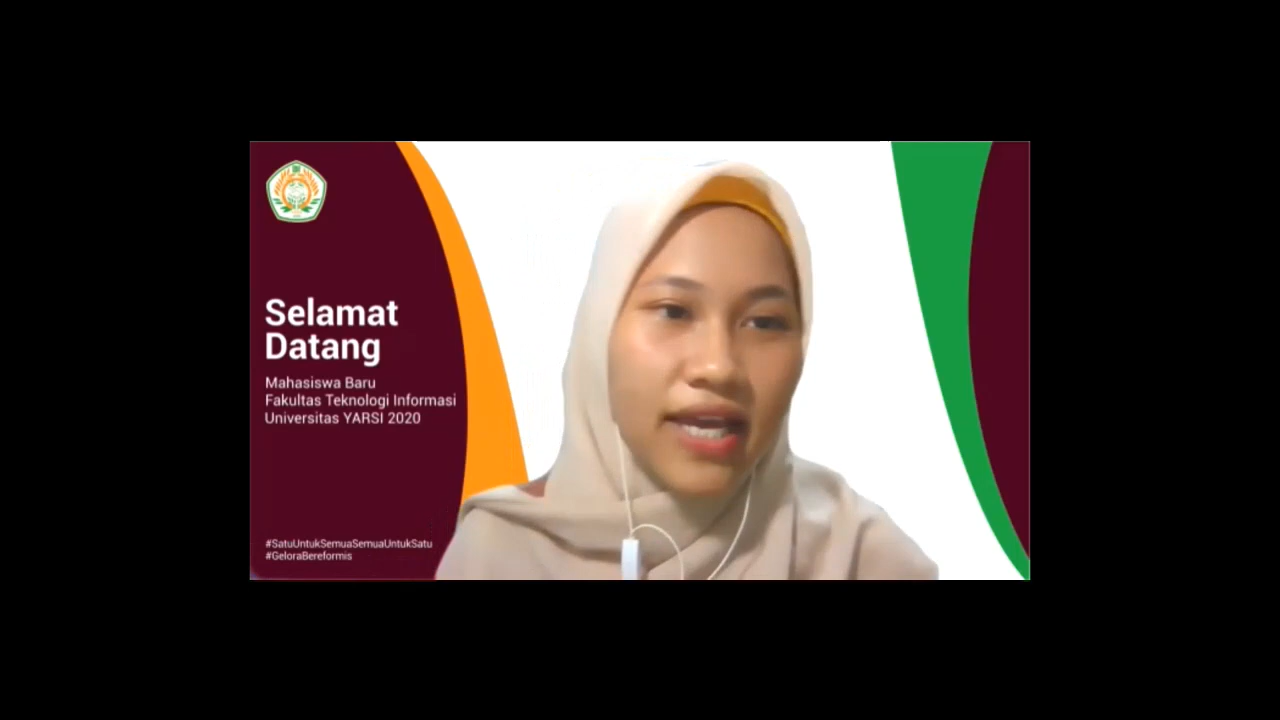 Selamat
Datang
Mahasiswa Baru
Fakultas Teknologi Informasi
Universitas YARSI 2020
#SatuUntukSemuaSemuaUntukSatu
#GeloraBereformis